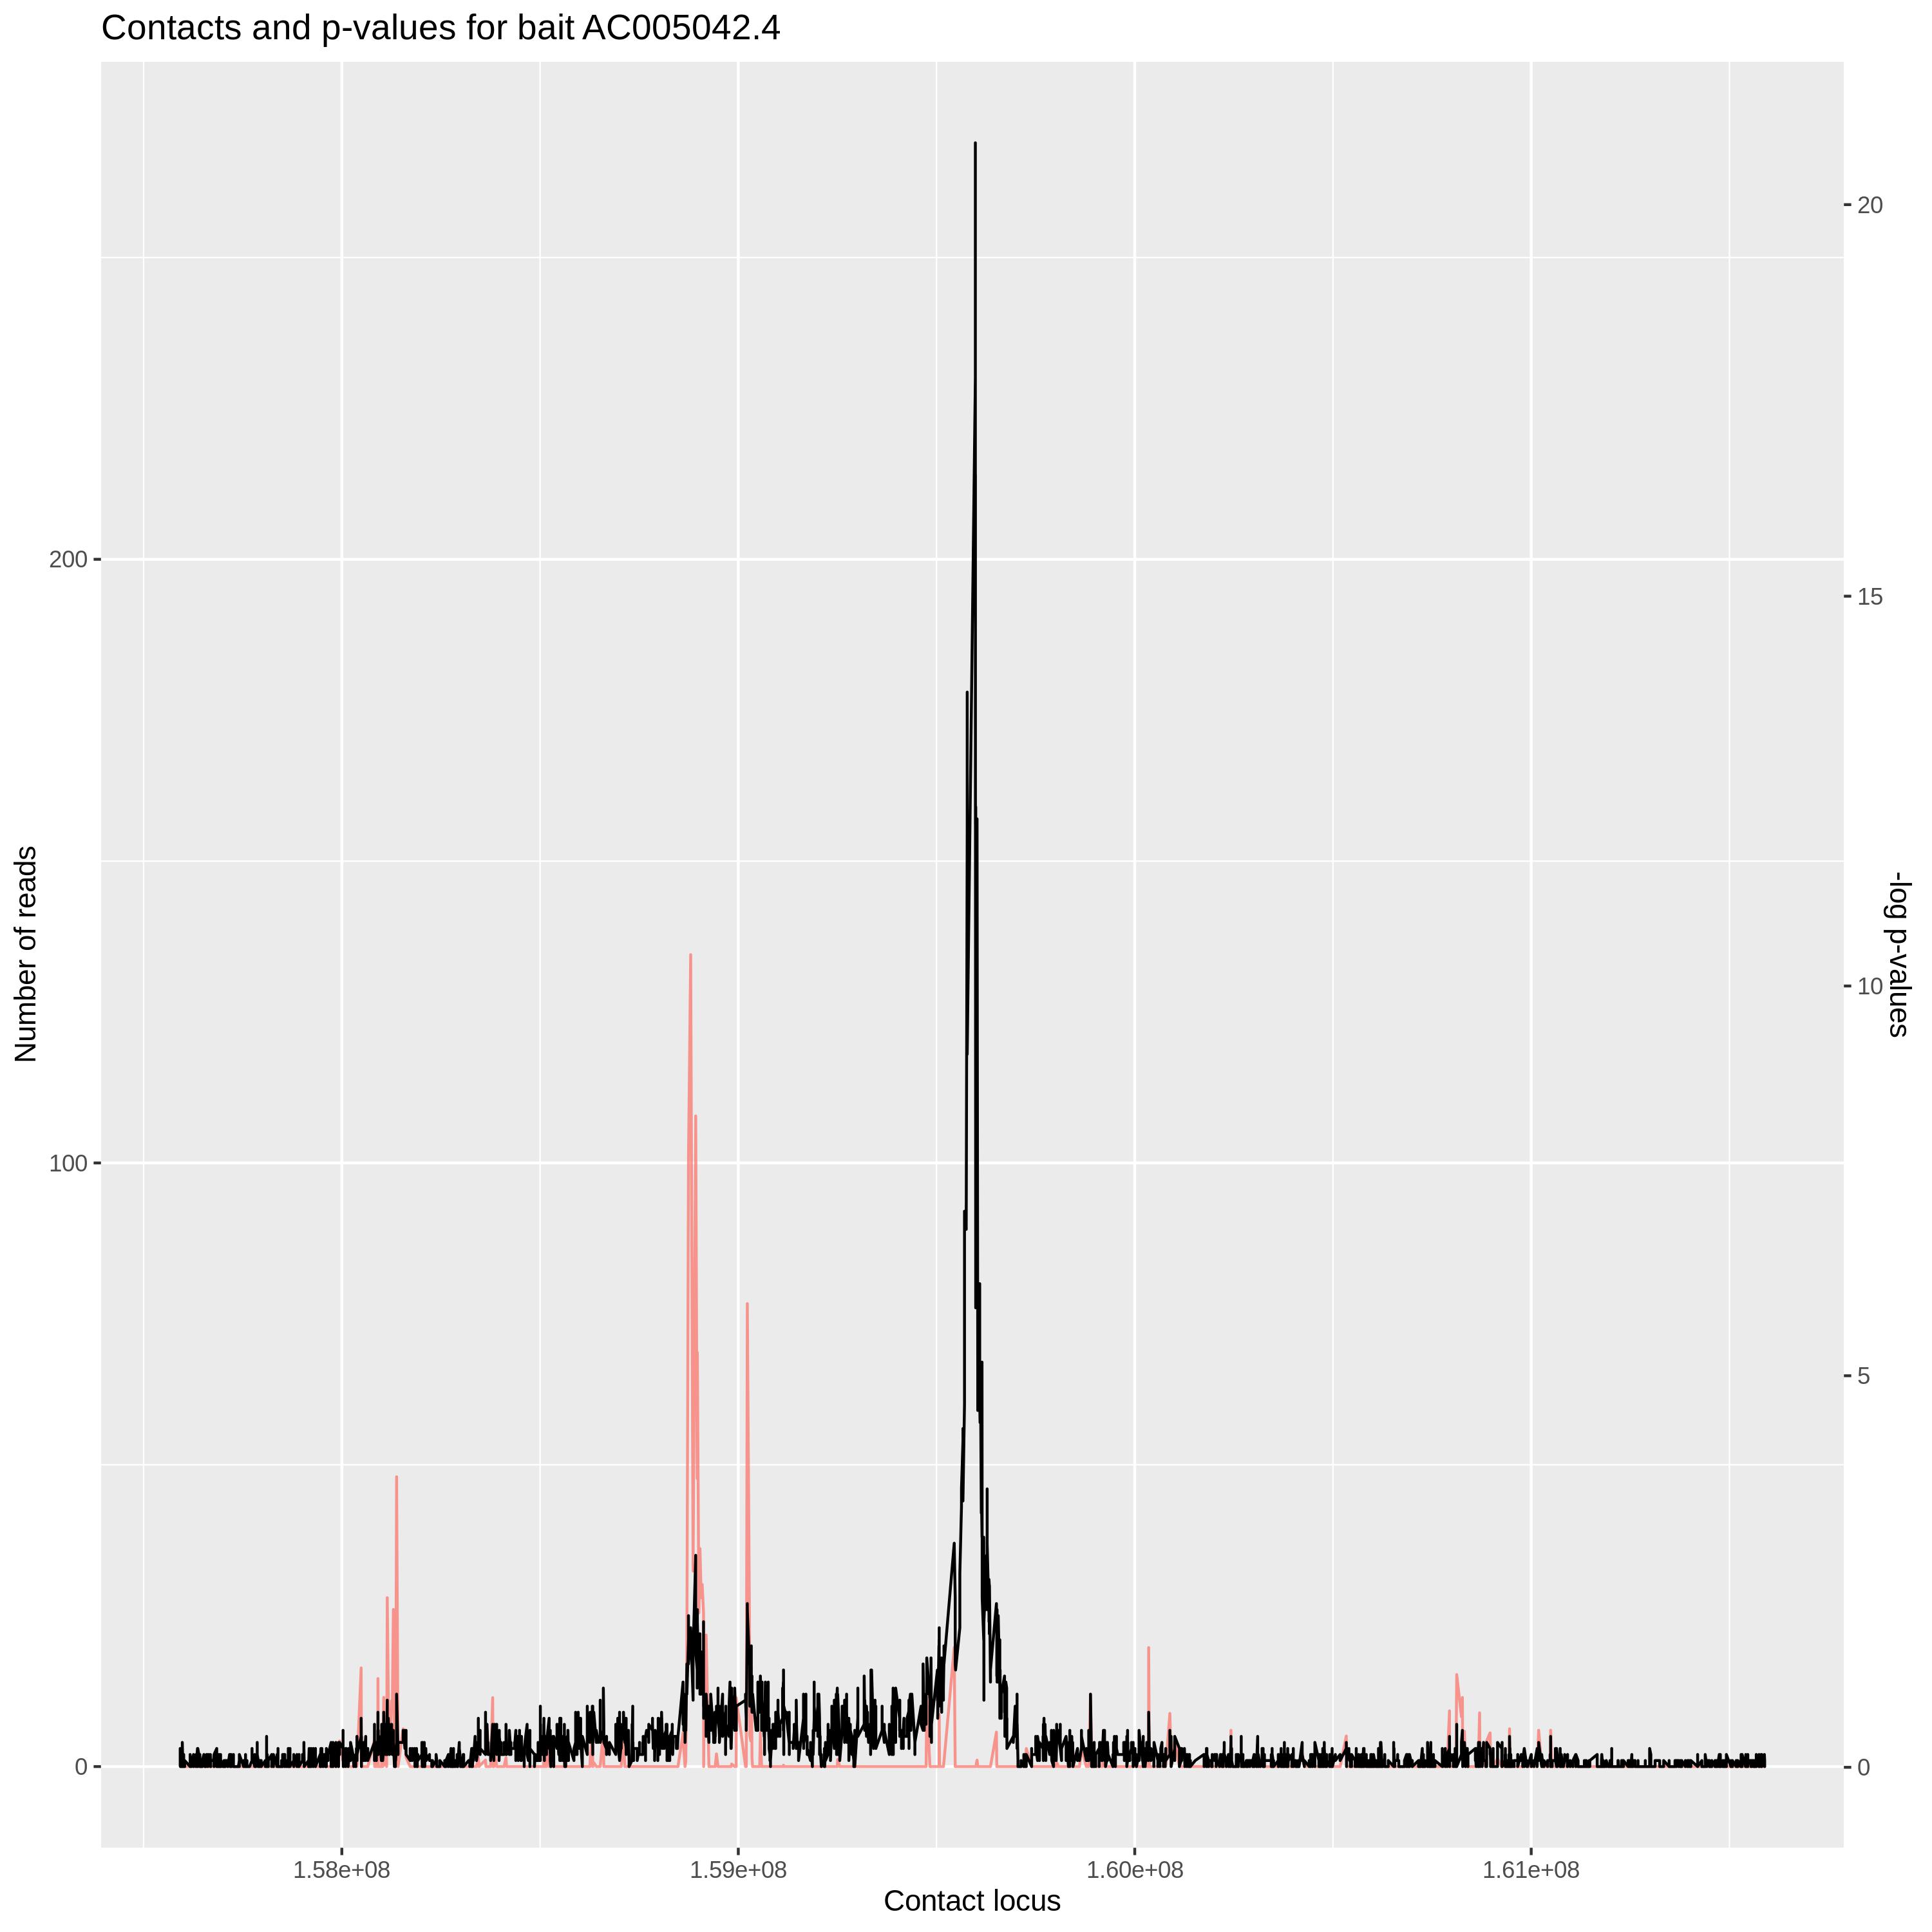 Contacts and p-values for bait AC005042.4
Number of reads
200
100
0
20
15
10
5
0
-log p-values
1.58e+08
1.59e+08
1.60e+08
1.61e+08
Contact locus